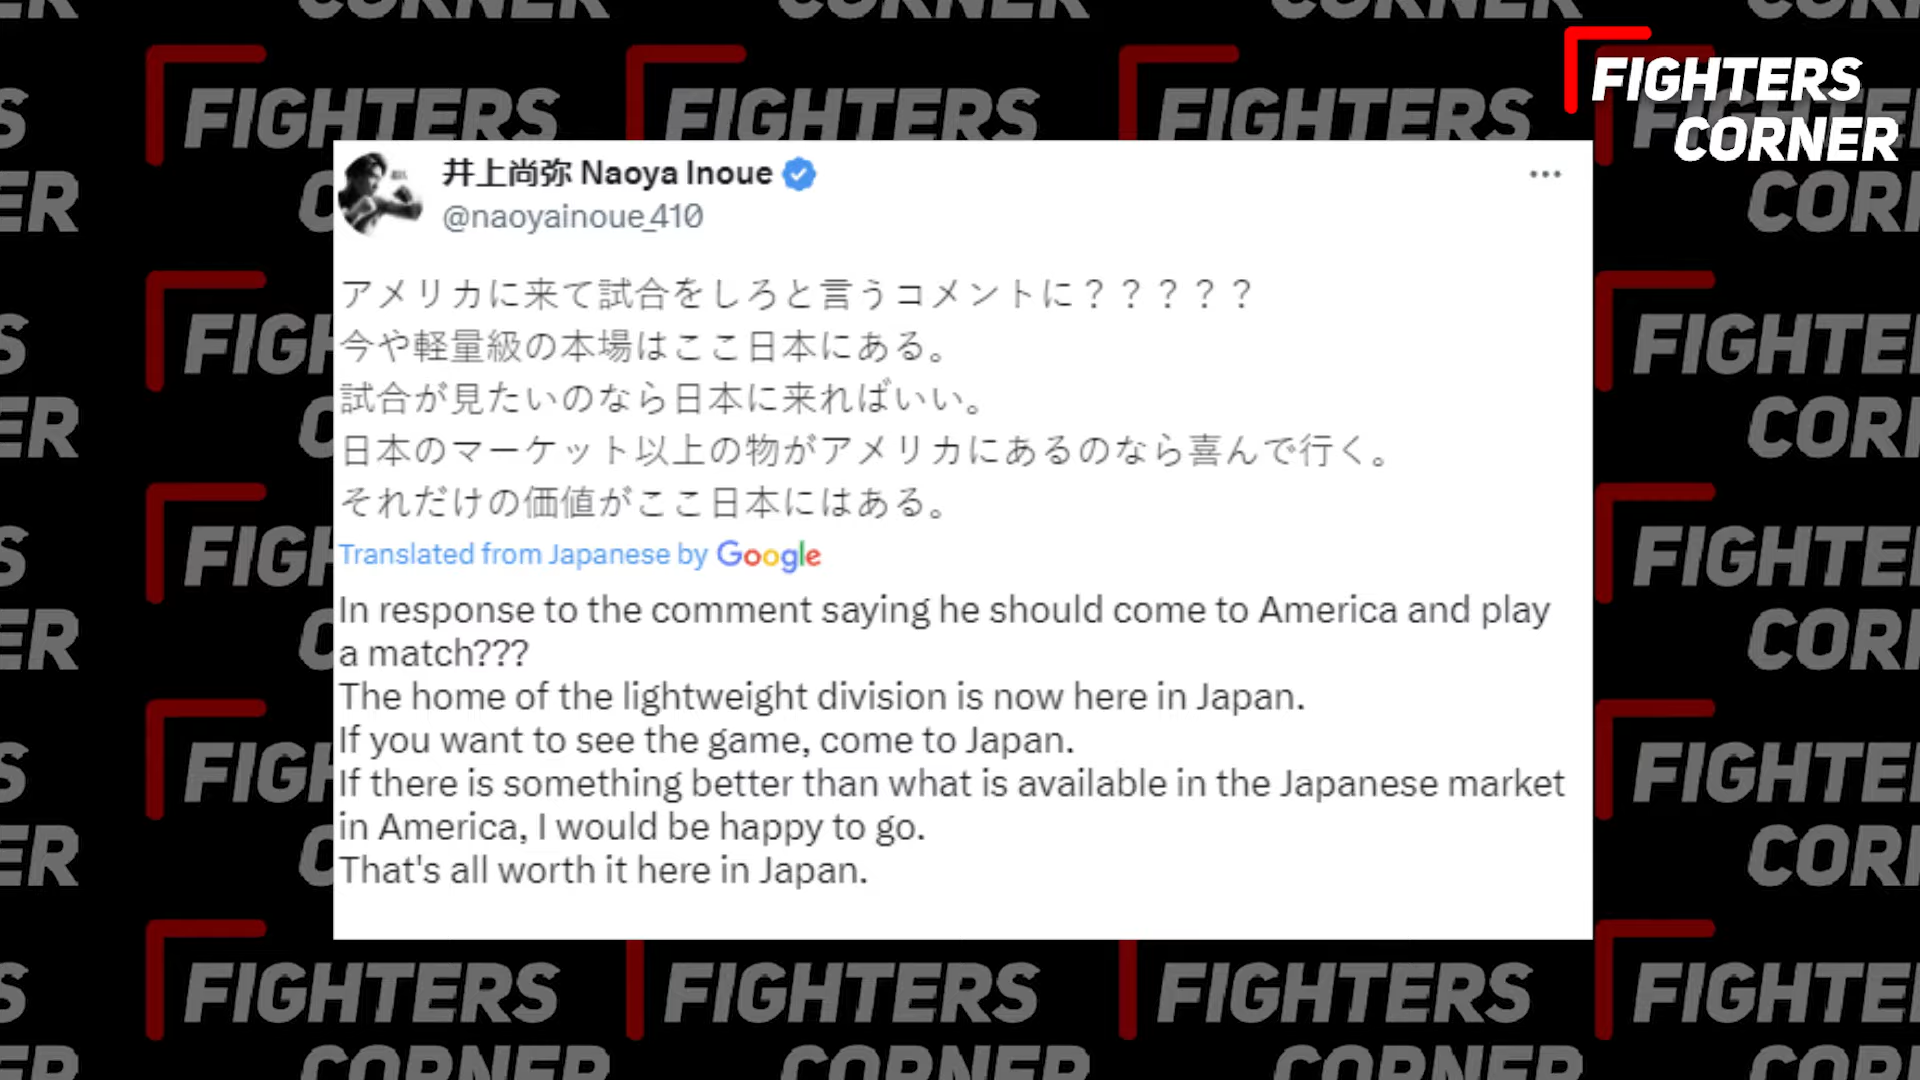 FIGHTERS
CORNER
井上尚弥 Naoya Inoue
@naoyainoue_410
アメリカに来て試合をしろと言うコメントに？？？？？
今や軽量級の本場はここ日本にある。
試合が見たいのなら日本に来ればいい。
日本のマーケット以上の物がアメリカにあるのなら喜んで行く。
それだけの価値がここ日本にはある。
Translated from Japanese by Google
In response to the comment saying he should come to America and play
a match???
The home of the lightweight division is now here in Japan.
If you want to see the game, come to Japan.
If there is something better than what is available in the Japanese market
in America, I would be happy to go.
That's all worth it here in Japan.
FIGHTERS FIGHTERS FIGHTERS
FIGHTERS FIGHTERS FIGHTERS
CORNER CORNER CORNER